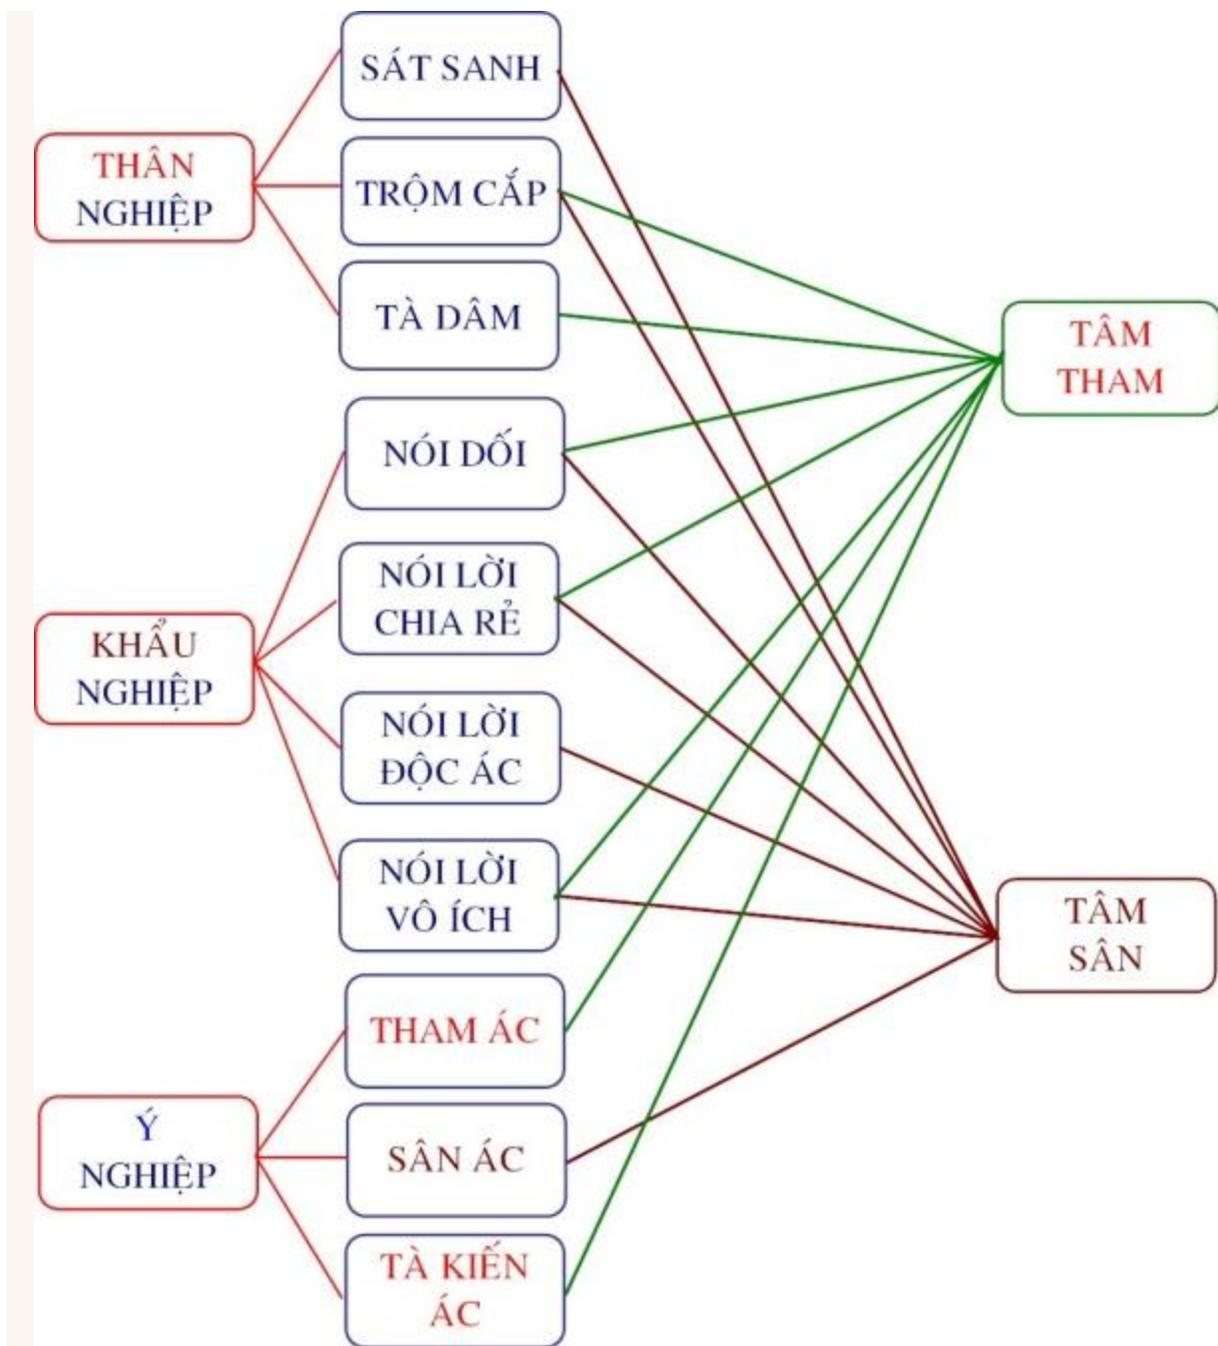 SÁT SANH
THÂN
NGHIỆP
TRỘM CẮP
TÀ DÂM
TÂM
THAM
NÓI DỐI
NÓI LỜI
CHIA RẼ
KHẨU
NGHIỆP
NÓI LỜI
ĐỘC ÁC
NÓI LỜI
VÔ ÍCH
TÂM
SÂN
THAM ÁC
Ý
NGHIỆP
SÂN ÁC
TÀ KIẾN
ÁC